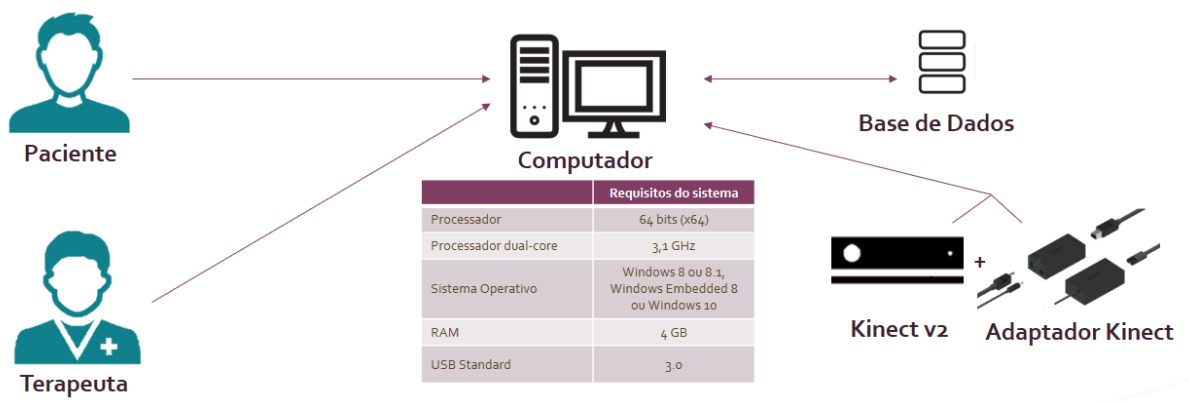 Paciente
Terapeuta
Computador
Requisitos do sistema
Processador 64 bits (x64)
Processador dual-core 3,1 GHz
Sistema Operativo Windows 8 ou 8.1,
Windows Embedded 8
ou Windows 10
RAM 4 GB
USB Standard 3.0
Base de Dados
+
Kinect v2
Adaptador Kinect